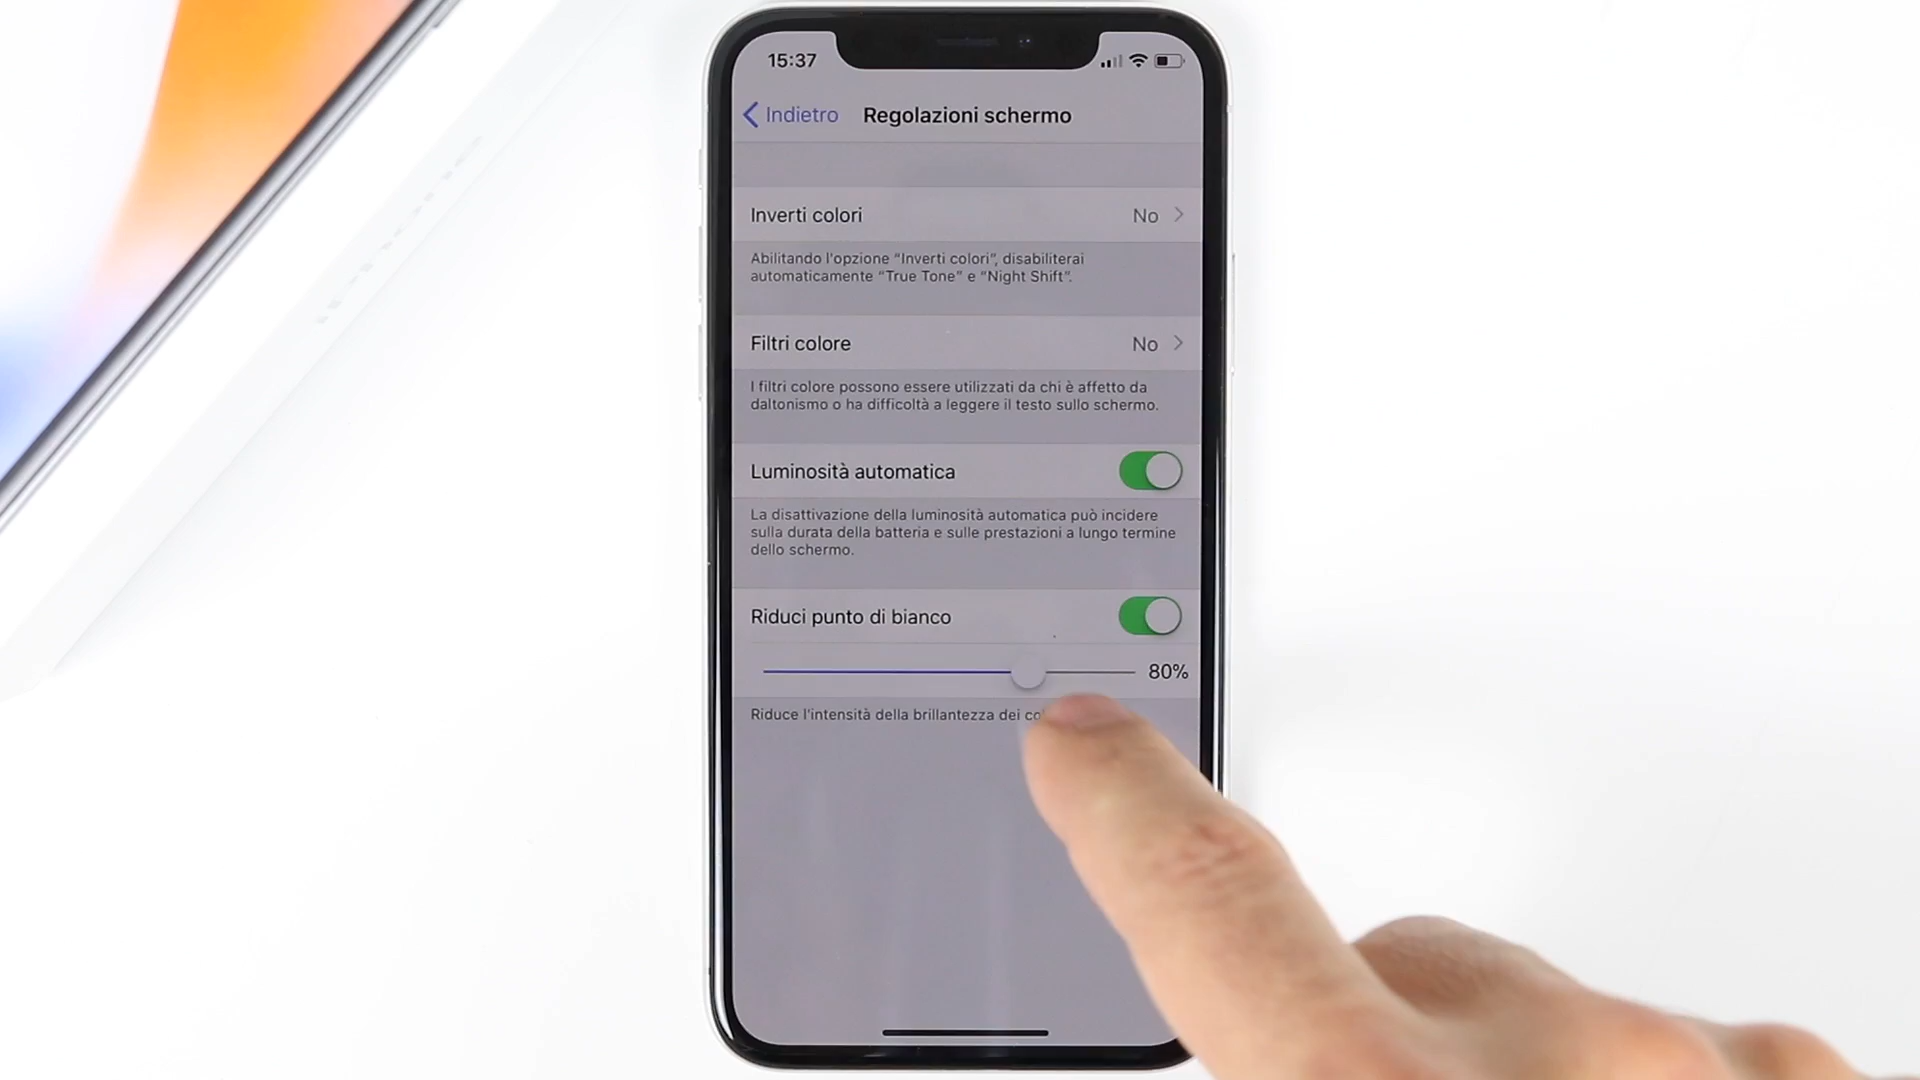 15:37
Indietro
Regolazioni schermo
Inverti colori
No
Abilitando l'opzione “Inverti colori”, disabiliterai
automaticamente “True Tone” e “Night Shift”.
Filtri colore
No
I filtri colore possono essere utilizzati da chi è affetto da
daltonismo o ha difficoltà a leggere il testo sullo schermo.
Luminosità automatica
La disattivazione della luminosità automatica può incidere
sulla durata della batteria e sulle prestazioni a lungo termine
dello schermo.
Riduci punto di bianco
80%
Riduce l'intensità della brillantezza dei